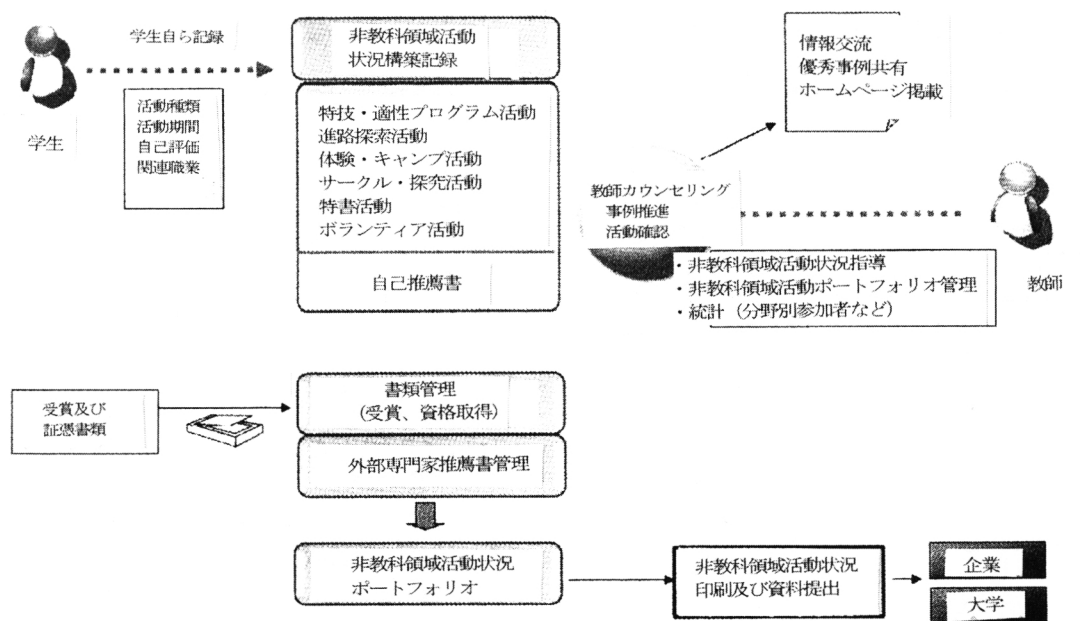 学生自ら記録
学生
活動種類
活動期間
自己評価
関連職業
非教科領域活動
状況構築記録
特技・適性プログラム活動
進路探索活動
体験・キャンプ活動
サークル・探究活動
特書活動
ボランティア活動
自己推薦書
情報交流
優秀事例共有
ホームページ掲載
教師カウンセリング
事例推進
活動確認
教師
・非教科領域活動状況指導
・非教科領域活動ポートフォリオ管理
・統計（分野別参加者など）
受賞及び
証憑書類
書類管理
（受賞、資格取得）
外部専門家推薦書管理
非教科領域活動状況
ポートフォリオ
非教科領域活動状況
印刷及び資料提出
企業
大学